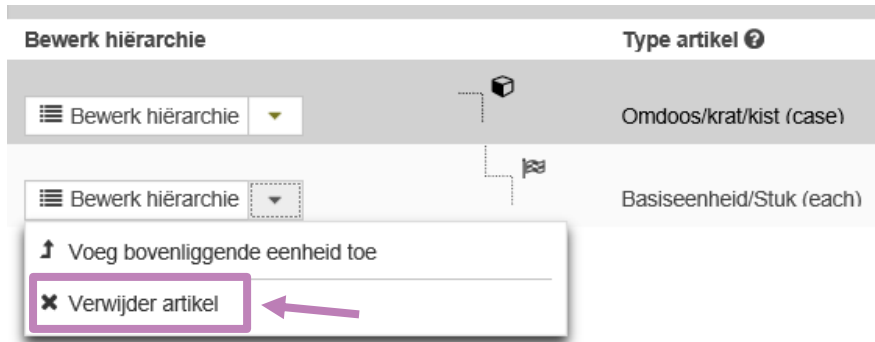 Bewerk hiërarchie
Type artikel ?
Bewerk hiërarchie
Omdoos/krat/kist (case)
Bewerk hiërarchie
Basiseenheid/Stuk (each)
Voeg bovenliggende eenheid toe
Verwijder artikel